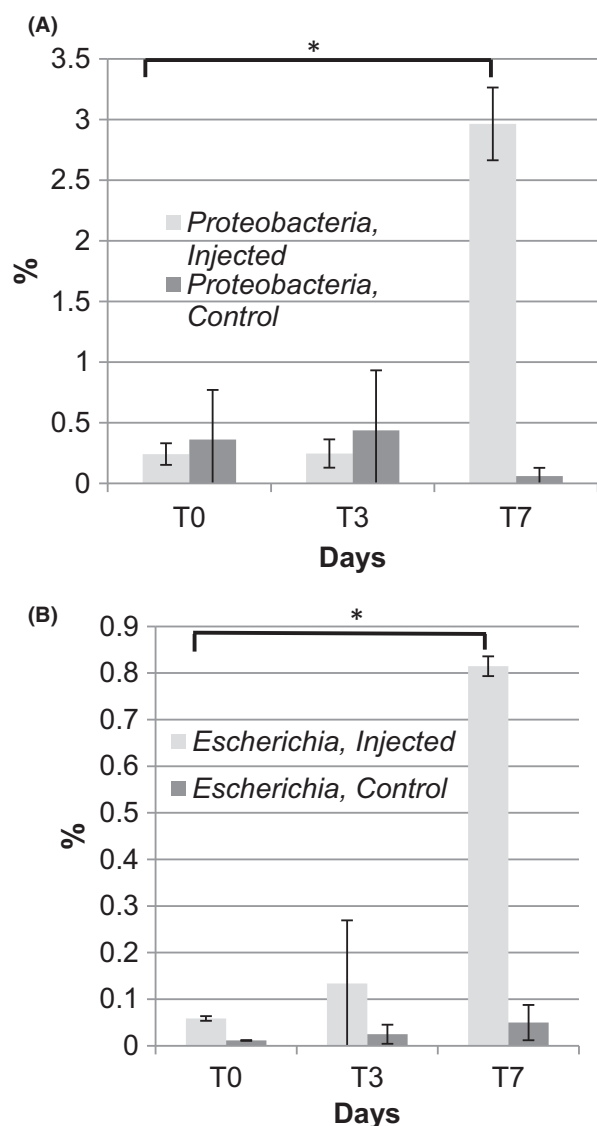 (A)
*
3.5
3
2.5
2
1.5
1
0.5
0
%
Proteobacteria,
Injected
Proteobacteria,
Control
T0 T3 T7
Days
(B)
*
0.9
0.8
0.7
0.6
0.5
0.4
0.3
0.2
0.1
0
%
Escherichia, Injected
Escherichia, Control
T0 T3 T7
Days